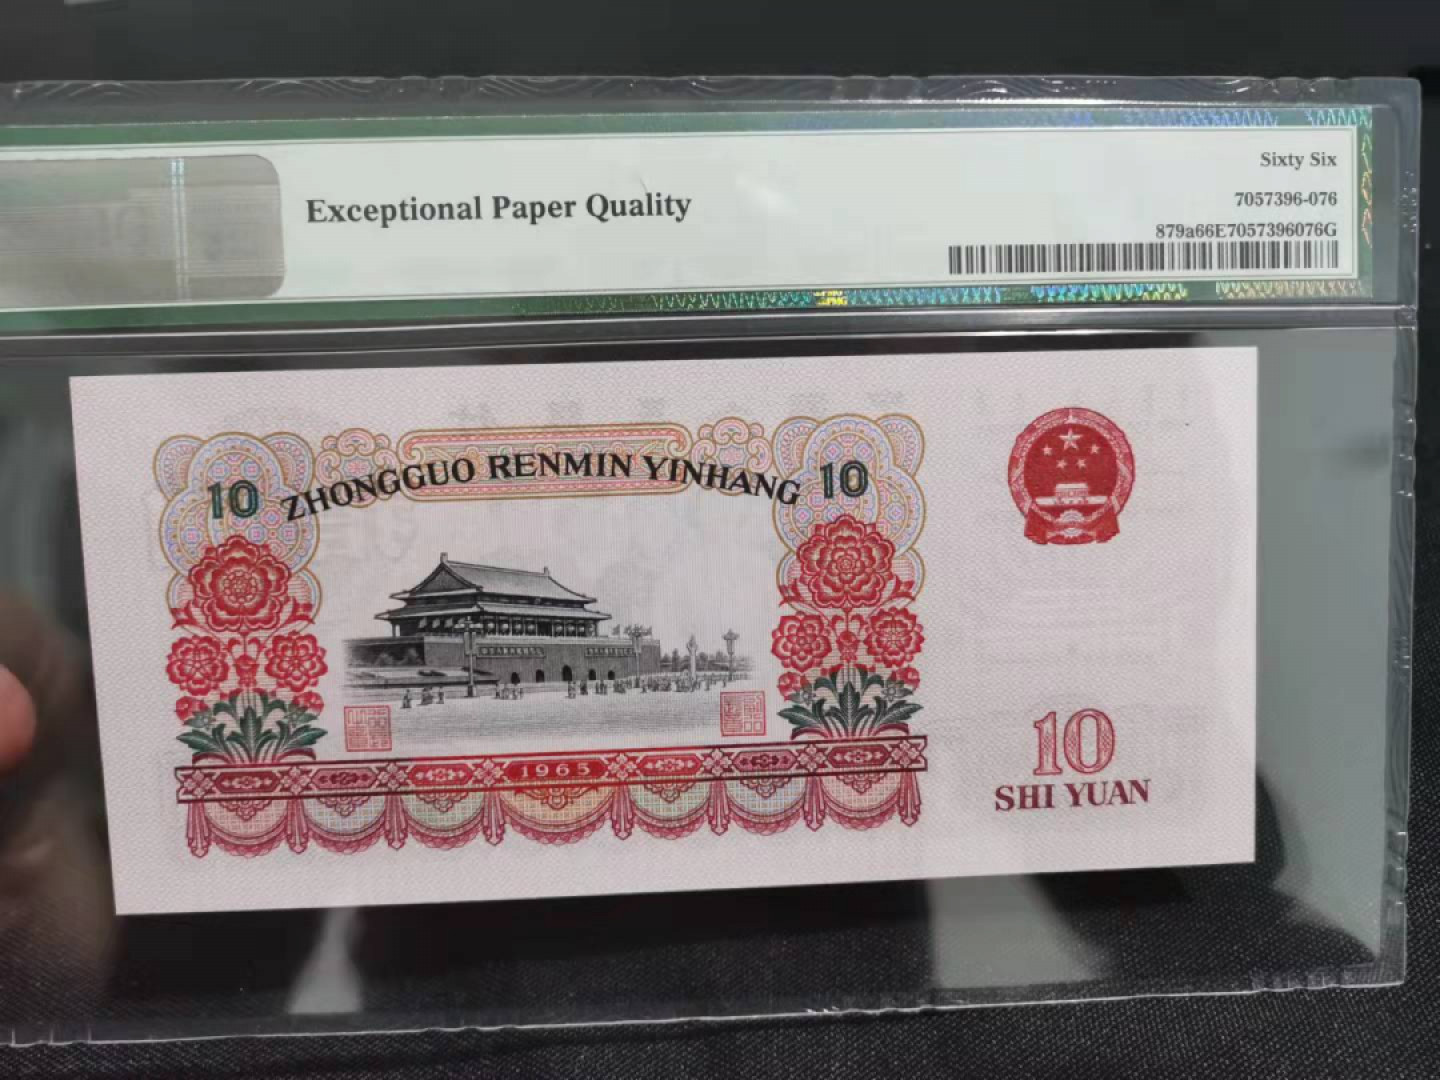 Sixty Six
Exceptional Paper Quality
7057396-076
879a66E7057396076G
10 ZHONGGUO RENMIN YINHANG 10
1965
10
SHI YUAN